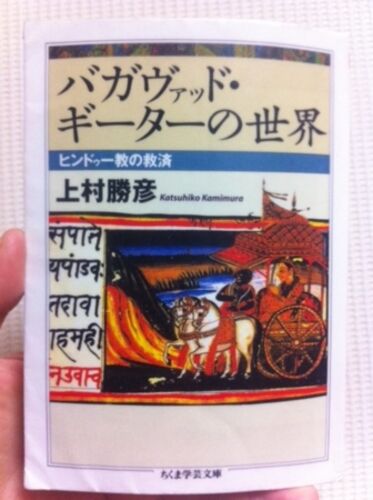 バガヴァッド・
ギーターの世界
ヒンドゥー教の救済
上村勝彦 Katsuhiko Kamimura
संपाते
यपांडवः
तदावा
ाहमही
नउवाच
ちくま学芸文庫